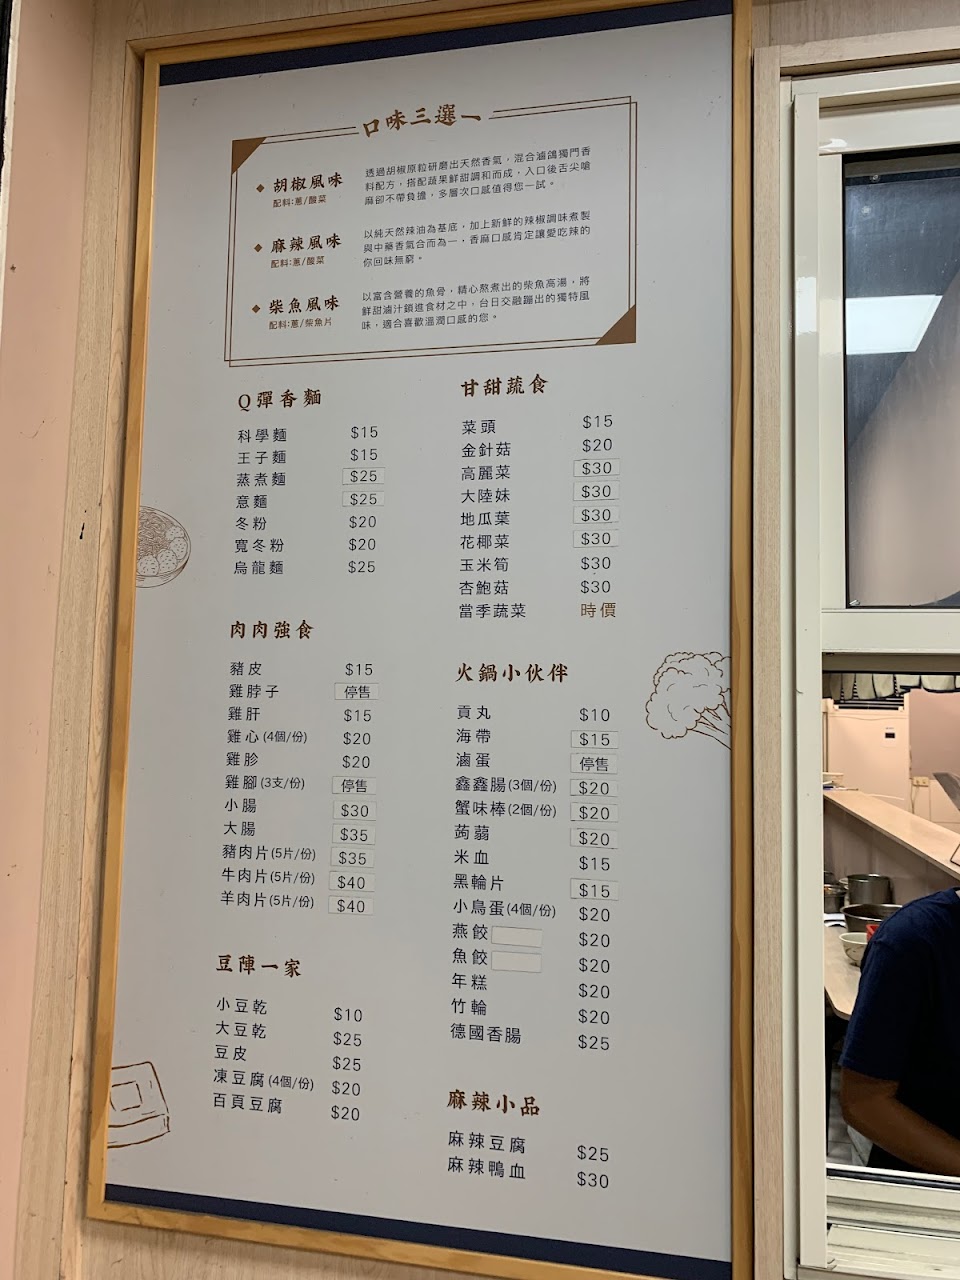 口味三選一
◆ 胡椒風味
配料:蔥/酸菜
透過胡椒原粒研磨出天然香氣，混合滷鴿獨門香
料配方，搭配蔬果鮮甜調和而成，入口後舌尖嗆
麻卻不帶負擔，多層次口感值得您一試。
◆ 麻辣風味
配料:蔥/酸菜
以純天然辣油為基底，加上新鮮的辣椒調味煮製
與中藥香氣合而為一，香麻口感肯定讓愛吃辣的
你回味無窮。
◆ 柴魚風味
配料:蔥/柴魚片
以富含營養的魚骨，精心熬煮出的柴魚高湯，將
鮮甜滷汁鎖進食材之中，台日交融蹦出的獨特風
味，適合喜歡溫潤口感的您。
Q彈香麵
科學麵 $15
王子麵 $15
蒸煮麵 $25
意麵 $25
冬粉 $20
寬冬粉 $20
烏龍麵 $25
肉肉強食
豬皮 $15
雞脖子 停售
雞肝 $15
雞心(4個/份) $20
雞胗 $20
雞腳(3支/份) 停售
小腸 $30
大腸 $35
豬肉片(5片/份) $35
牛肉片(5片/份) $40
羊肉片(5片/份) $40
豆陣一家
小豆乾 $10
大豆乾 $25
豆皮 $25
凍豆腐(4個/份) $20
百頁豆腐 $20
甘甜蔬食
菜頭 $15
金針菇 $20
高麗菜 $30
大陸妹 $30
地瓜葉 $30
花椰菜 $30
玉米筍 $30
杏鮑菇 $30
當季蔬菜 時價
火鍋小伙伴
貢丸 $10
海帶 $15
滷蛋 停售
鑫鑫腸(3個/份) $20
蟹味棒(2個/份) $20
蒟蒻 $20
米血 $15
黑輪片 $15
小鳥蛋(4個/份) $20
燕餃 $20
魚餃 $20
年糕 $20
竹輪 $20
德國香腸 $25
麻辣小品
麻辣豆腐 $25
麻辣鴨血 $30